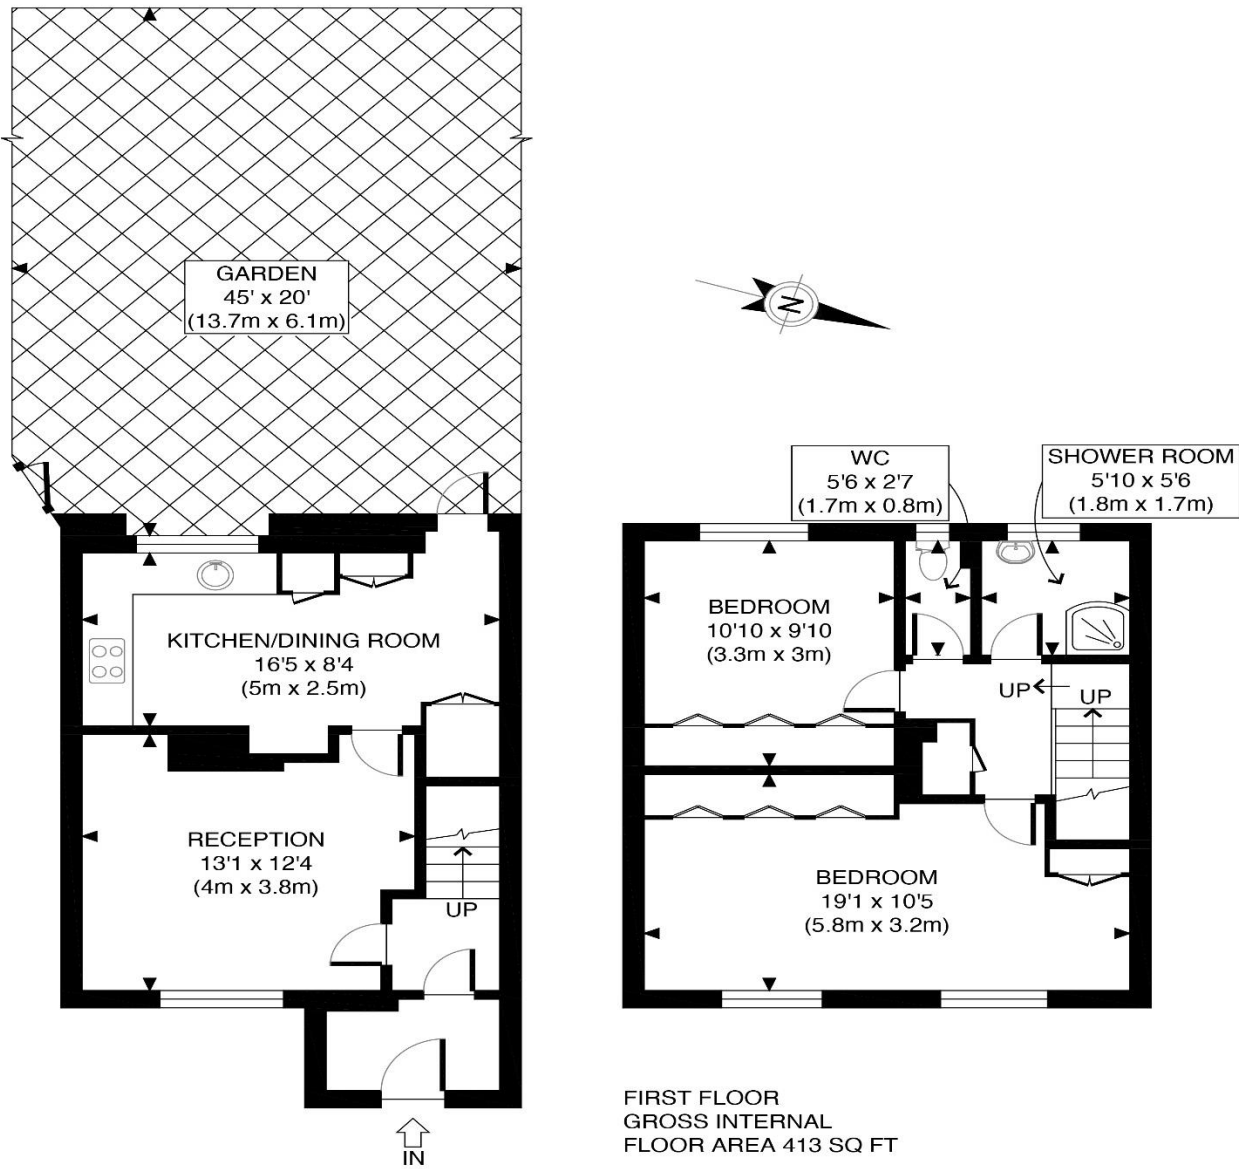 GARDEN
45' x 20'
(13.7m x 6.1m)
N
WC
5'6 x 2'7
(1.7m x 0.8m)
SHOWER ROOM
5'10 x 5'6
(1.8m x 1.7m)
KITCHEN/DINING ROOM
16'5 x 8'4
(5m x 2.5m)
BEDROOM
10'10 x 9'10
(3.3m x 3m)
UP
UP
RECEPTION
13'1 x 12'4
(4m x 3.8m)
UP
BEDROOM
19'1 x 10'5
(5.8m x 3.2m)
IN
FIRST FLOOR
GROSS INTERNAL
FLOOR AREA 413 SQ FT